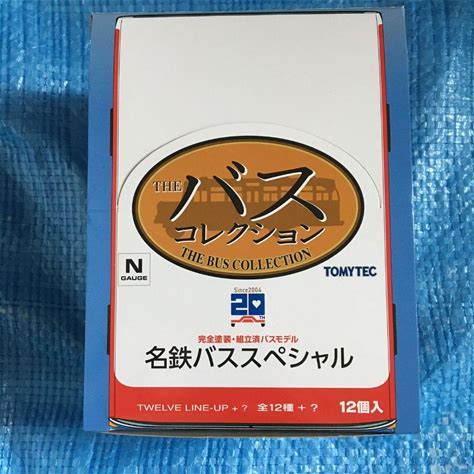 THE バス
コレクション
THE BUS COLLECTION
N
GAUGE
TOMYTEC
Since2004
20TH
完全塗装・組立済バスモデル
名鉄バススペシャル
TWELVE LINE-UP + ? 全12種 + ? 12個入